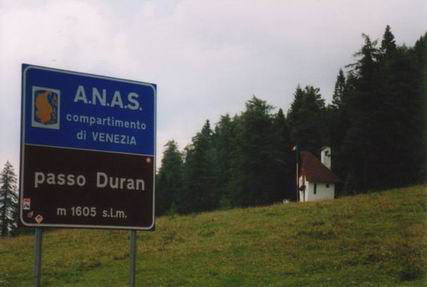 A.N.A.S.
compartimento
di VENEZIA
passo Duran
m 1605 s.l.m.